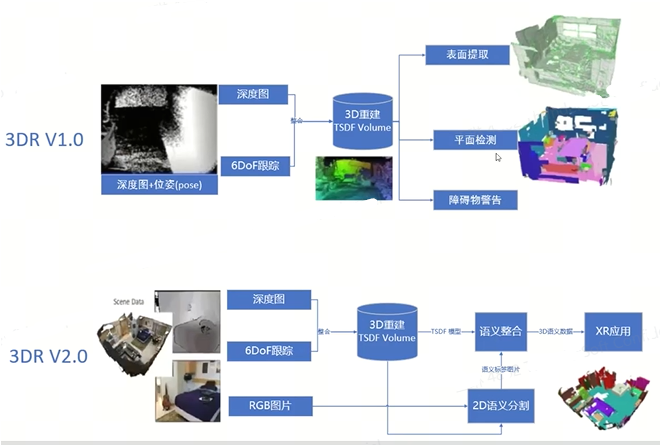 表面提取
深度图
3D重建
TSDF Volume
整合
3DR V1.0
平面检测
6DoF跟踪
深度图+位姿(pose)
障碍物警告
Scene Data
深度图
3D重建
TSDF Volume
整合
TSDF 模型
语义整合
3D语义数据
XR应用
3DR V2.0
6DoF跟踪
语义标签图片
RGB图片
2D语义分割